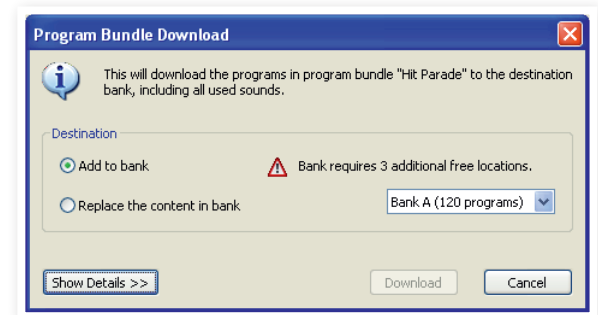 Program Bundle Download
This will download the programs in program bundle "Hit Parade" to the destination
bank, including all used sounds.
Destination
Add to bank
Bank requires 3 additional free locations.
Replace the content in bank
Bank A (120 programs)
Show Details >>
Download
Cancel